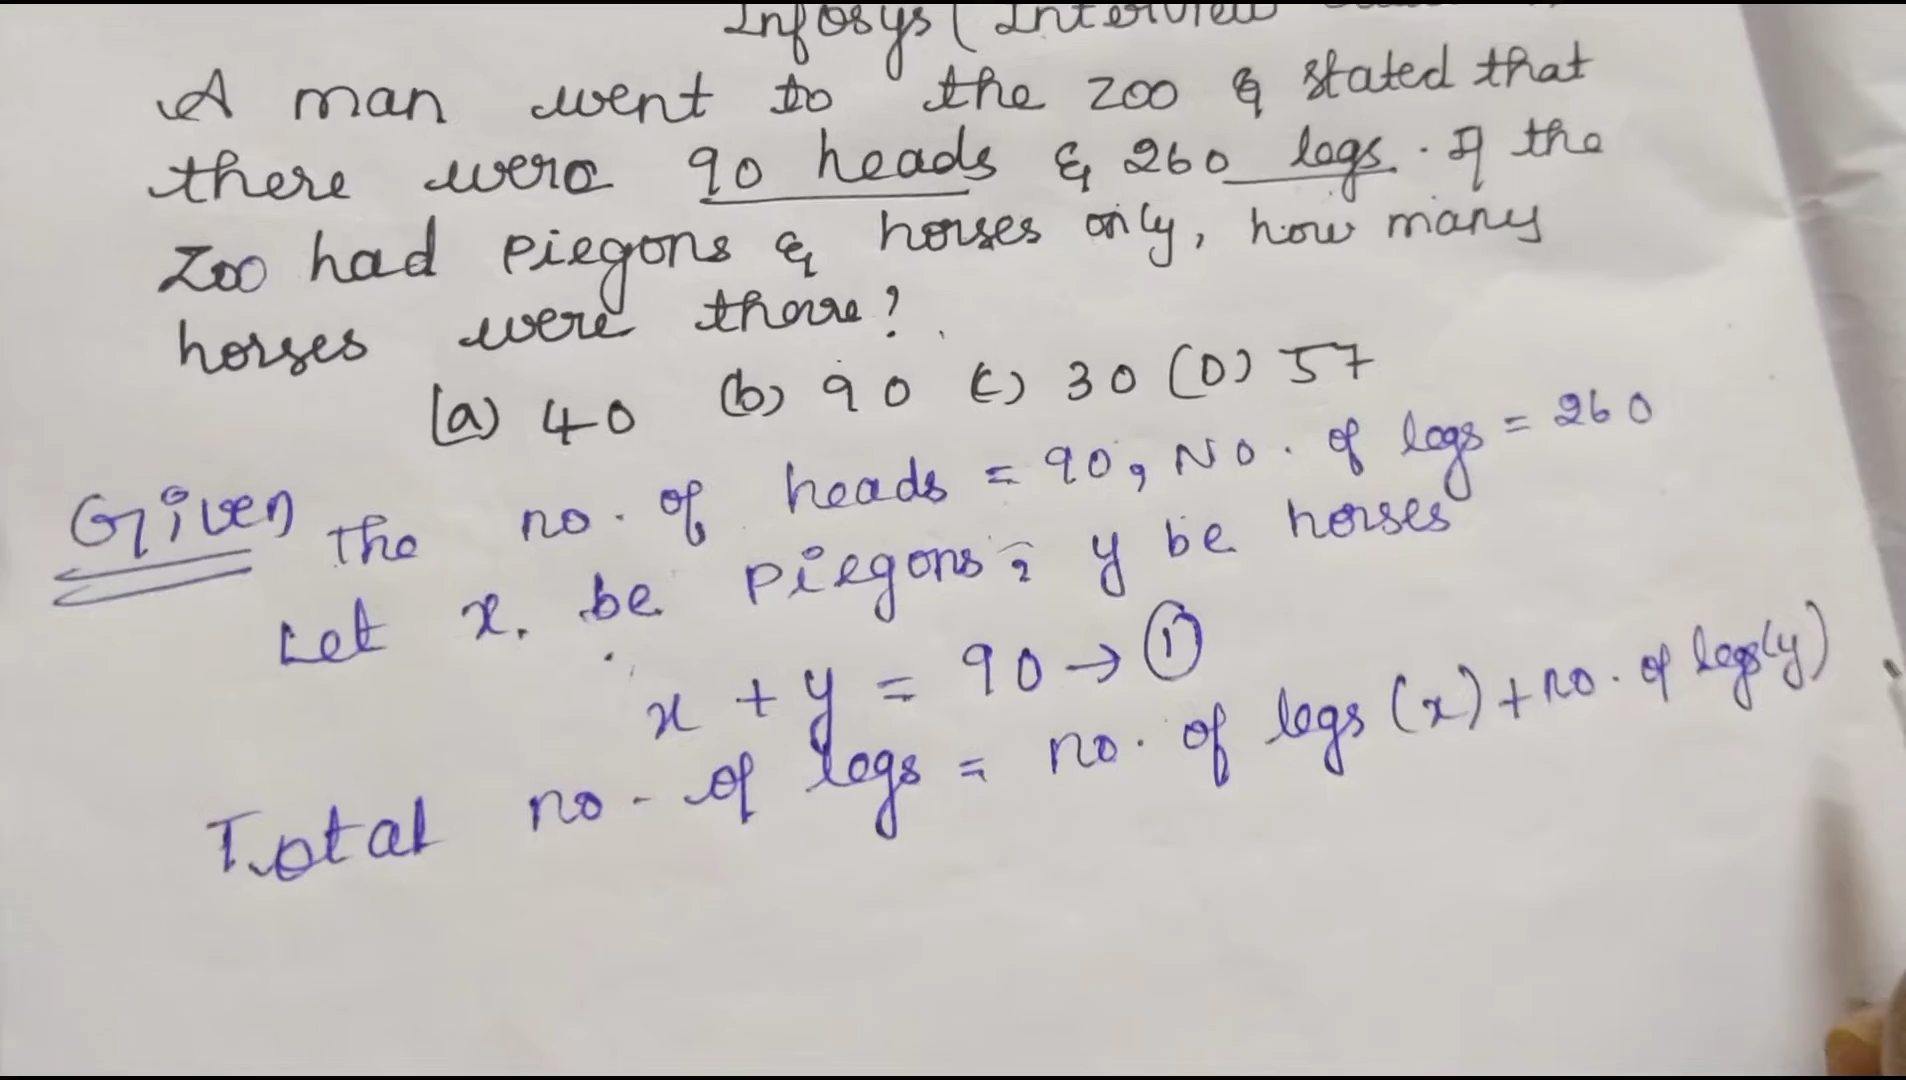 Infosys (Interview
A man went to the zoo & stated that
there were 90 heads & 260 legs. If the
Zoo had piegons & horses only, how many
horses were there?
(a) 40 (b) 90 (c) 30 (D) 57
Given the no. of heads = 90, No. of legs = 260
Let x. be piegons, y be horses
x + y = 90 → ①
Total no. of legs = no. of legs (x) + no. of legs (y)